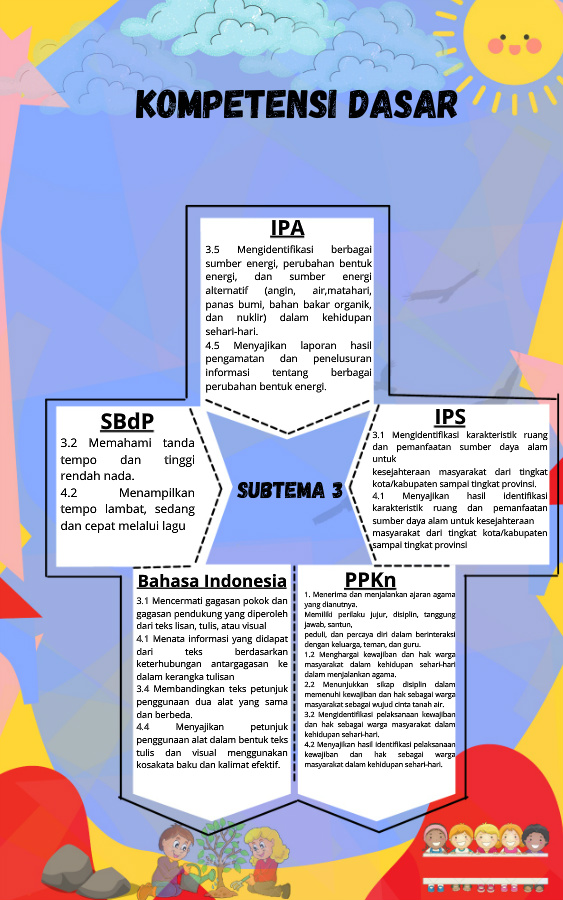 KOMPETENSI DASAR
IPA
3.5 Mengidentifikasi berbagai
sumber energi, perubahan bentuk
energi, dan sumber energi
alternatif (angin, air,matahari,
panas bumi, bahan bakar organik,
dan nuklir) dalam kehidupan
sehari-hari.
4.5 Menyajikan laporan hasil
pengamatan dan penelusuran
informasi tentang berbagai
perubahan bentuk energi.
SBdP
3.2 Memahami tanda
tempo dan tinggi
rendah nada.
4.2 Menampilkan
tempo lambat, sedang
dan cepat melalui lagu
SUBTEMA 3
IPS
3.1 Mengidentifikasi karakteristik ruang
dan pemanfaatan sumber daya alam
untuk
kesejahteraan masyarakat dari tingkat
kota/kabupaten sampai tingkat provinsi.
4.1 Menyajikan hasil identifikasi
karakteristik ruang dan pemanfaatan
sumber daya alam untuk kesejahteraan
masyarakat dari tingkat kota/kabupaten
sampai tingkat provinsi
Bahasa Indonesia
3.1 Mencermati gagasan pokok dan
gagasan pendukung yang diperoleh
dari teks lisan, tulis, atau visual
4.1 Menata informasi yang didapat
dari teks berdasarkan
keterhubungan antargagasan ke
dalam kerangka tulisan
3.4 Membandingkan teks petunjuk
penggunaan dua alat yang sama
dan berbeda.
4.4 Menyajikan petunjuk
penggunaan alat dalam bentuk teks
tulis dan visual menggunakan
kosakata baku dan kalimat efektif.
PPKn
1. Menerima dan menjalankan ajaran agama
yang dianutnya.
Memiliki perilaku jujur, disiplin, tanggung
jawab, santun,
peduli, dan percaya diri dalam berinteraksi
dengan keluarga, teman, dan guru.
1.2 Menghargai kewajiban dan hak warga
masyarakat dalam kehidupan sehari-hari
dalam menjalankan agama.
2.2 Menunjukkan sikap disiplin dalam
memenuhi kewajiban dan hak sebagai warga
masyarakat sebagai wujud cinta tanah air.
3.2 Mengidentifikasi pelaksanaan kewajiban
dan hak sebagai warga masyarakat dalam
kehidupan sehari-hari.
4.2 Menyajikan hasil identifikasi pelaksanaan
kewajiban dan hak sebagai warga
masyarakat dalam kehidupan sehari-hari.